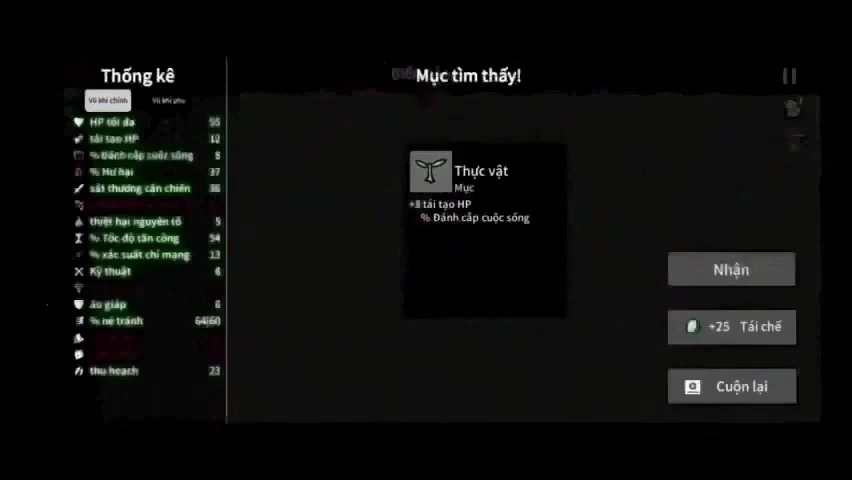 Thống kê
Vũ khí chính
Vũ khí phụ
HP tối đa
tái tạo HP 12
% Đánh cắp cuộc sống 8
% Hư hại 37
sát thương cận chiến 36
thiệt hại nguyên tố 5
% Tốc độ tấn công 54
% xác suất chí mạng 13
Kỹ thuật
áo giáp 6
% né tránh 64|60
thu hoạch 23
Mục tìm thấy!
Thực vật
Mục
+3 tái tạo HP
% Đánh cắp cuộc sống
Nhận
+25 Tái chế
Cuộn lại